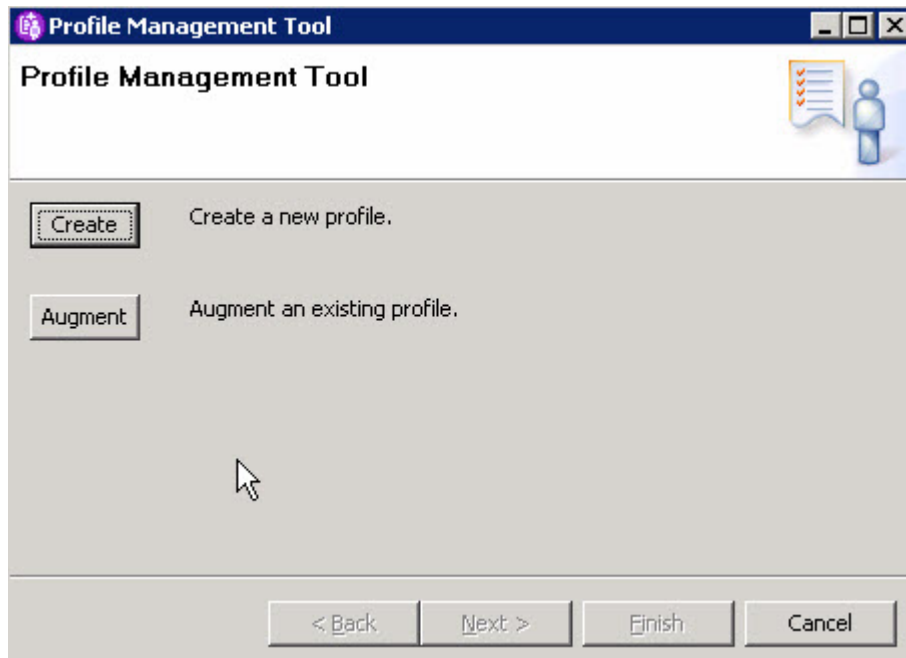 Profile Management Tool
Profile Management Tool
Create Create a new profile.
Augment Augment an existing profile.
< Back Next > Finish Cancel